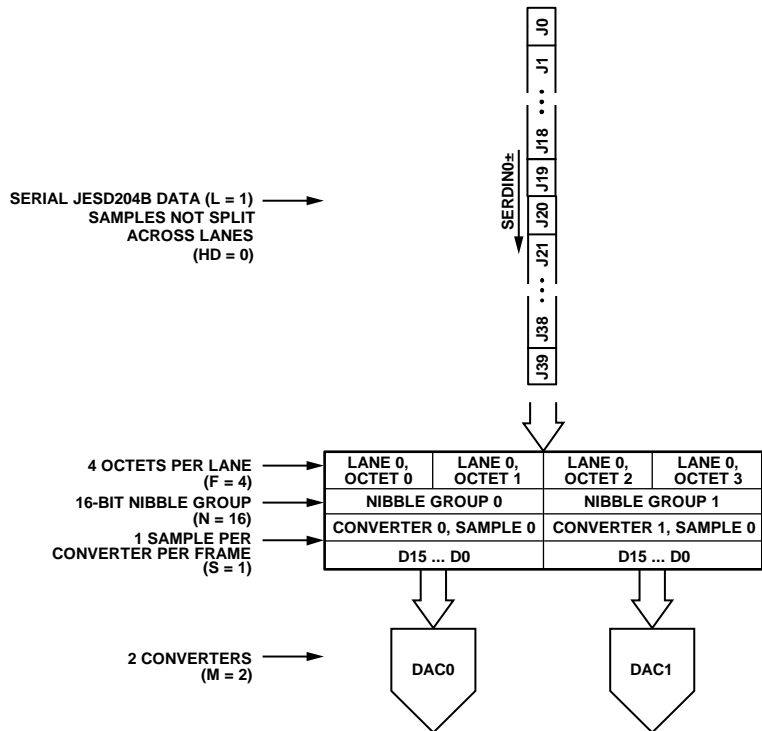 J0
J1
• • • •
J18
J19
J20
J21
• • • •
J38
J39
SERDIN0±
SERIAL JESD204B DATA (L = 1)
SAMPLES NOT SPLIT
ACROSS LANES
(HD = 0)
4 OCTETS PER LANE
(F = 4)
LANE 0,
OCTET 0
LANE 0,
OCTET 1
LANE 0,
OCTET 2
LANE 0,
OCTET 3
16-BIT NIBBLE GROUP
(N = 16)
NIBBLE GROUP 0
NIBBLE GROUP 1
1 SAMPLE PER
CONVERTER PER FRAME
(S = 1)
CONVERTER 0, SAMPLE 0
CONVERTER 1, SAMPLE 0
D15 ... D0
D15 ... D0
2 CONVERTERS
(M = 2)
DAC0
DAC1